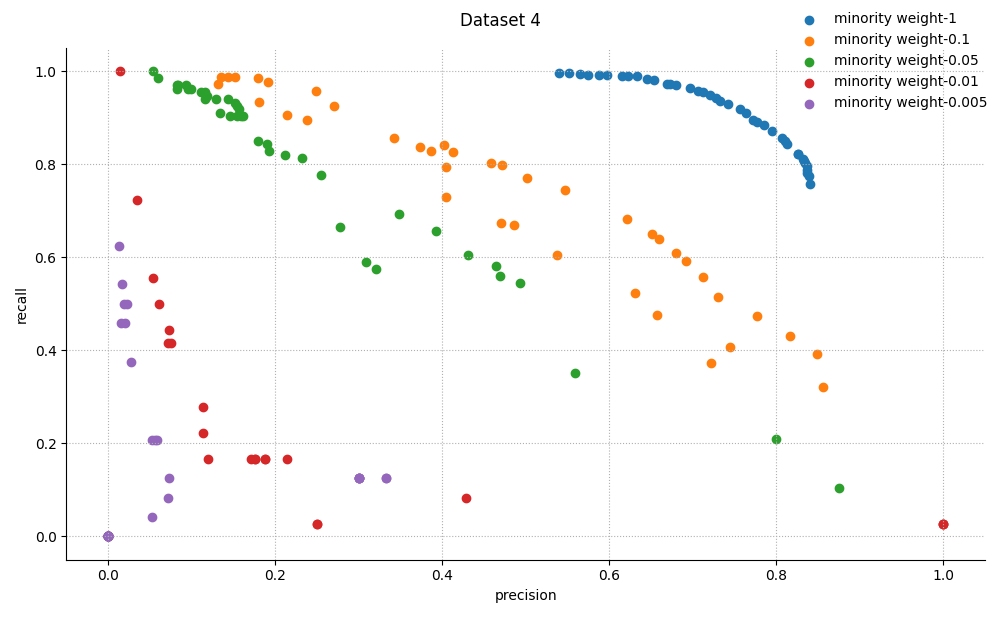 Dataset 4
minority weight-1
minority weight-0.1
minority weight-0.05
minority weight-0.01
minority weight-0.005
1.0
0.8
0.6
0.4
0.2
0.0
recall
0.0 0.2 0.4 0.6 0.8 1.0
precision